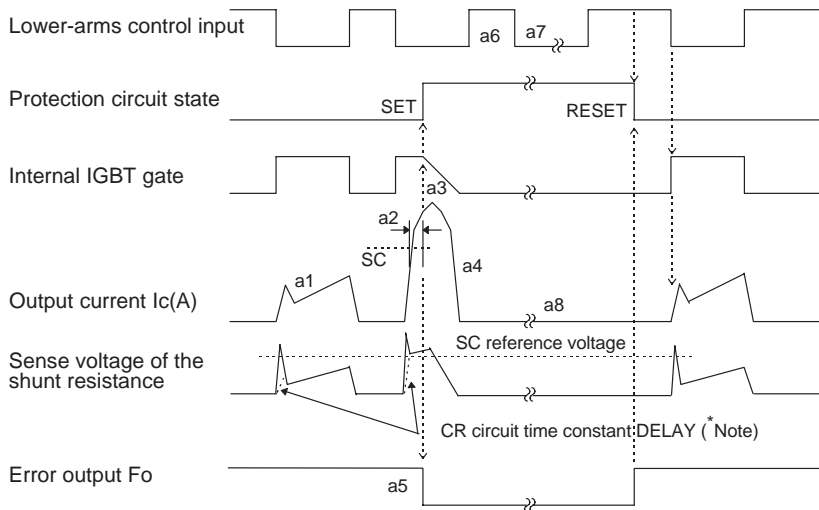 Lower-arms control input
a6
a7
Protection circuit state
SET
RESET
Internal IGBT gate
a3
a2
SC
a4
a1
Output current Ic(A)
a8
SC reference voltage
Sense voltage of the
shunt resistance
CR circuit time constant DELAY (*Note)
Error output Fo
a5